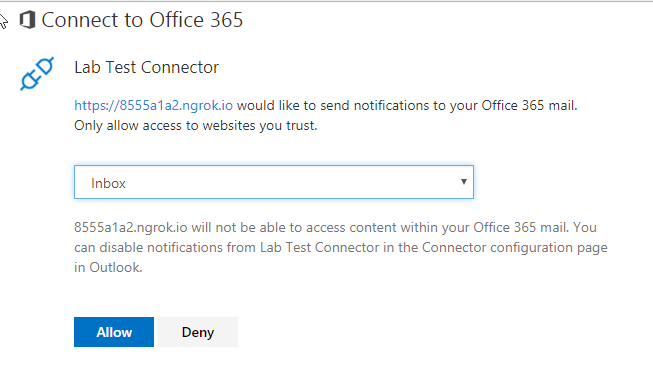 Connect to Office 365
Lab Test Connector
https://8555a1a2.ngrok.io would like to send notifications to your Office 365 mail.
Only allow access to websites you trust.
Inbox
8555a1a2.ngrok.io will not be able to access content within your Office 365 mail. You
can disable notifications from Lab Test Connector in the Connector configuration page
in Outlook.
Allow Deny